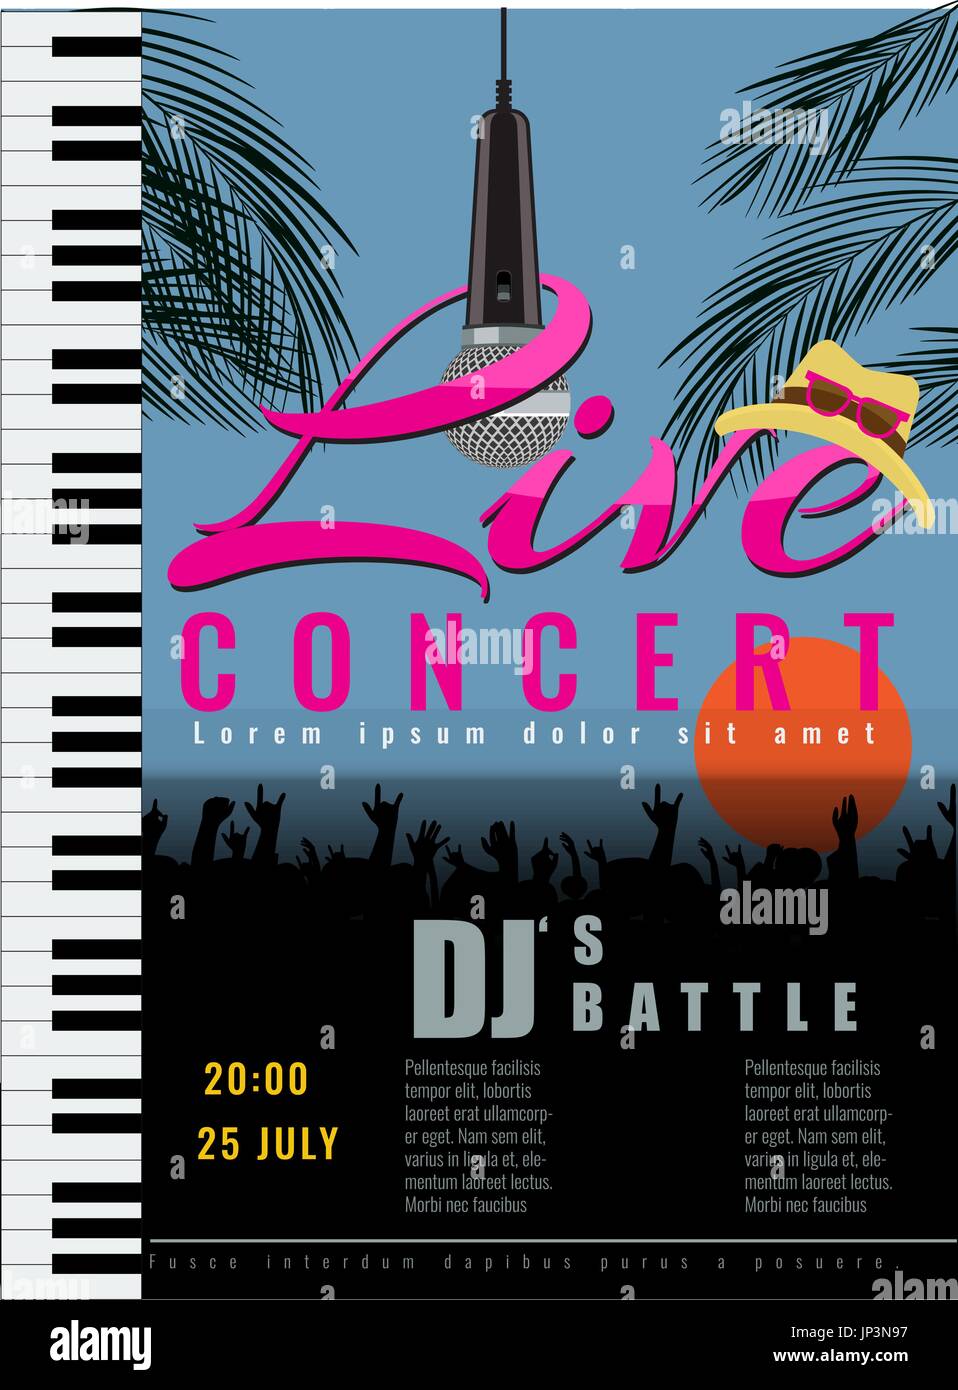 Live
CONCERT
Lorem ipsum dolor sit amet
DJ‘S
BATTLE
20:00
25 JULY
Pellentesque facilisis
tempor elit, lobortis
laoreet erat ullamcorp-
er eget. Nam sem elit,
varius in ligula et, ele-
mentum laoreet lectus.
Morbi nec faucibus
Pellentesque facilisis
tempor elit, lobortis
laoreet erat ullamcorp-
er eget. Nam sem elit,
varius in ligula et, ele-
mentum laoreet lectus.
Morbi nec faucibus
Fusce interdum dapibus purus a posuere.
alamy
Image ID: JP3N97
www.alamy.com